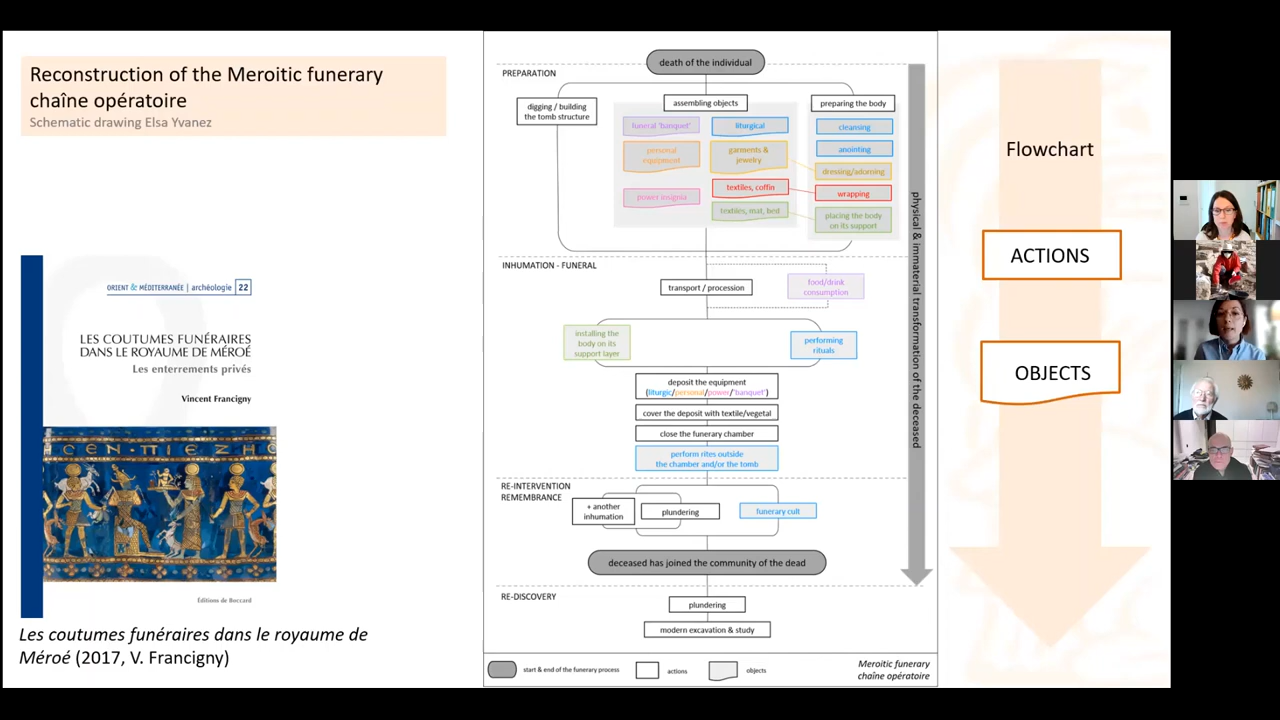 Reconstruction of the Meroitic funerary
chaîne opératoire
Schematic drawing Elsa Yvanez
ORIENT & MÉDITERRANÉE | archéologie 22
LES COUTUMES FUNÉRAIRES
DANS LE ROYAUME DE MÉROÉ
Les enterrements privés
Vincent Francigny
Éditions de Boccard
Les coutumes funéraires dans le royaume de
Méroé (2017, V. Francigny)
death of the individual
PREPARATION
digging / building
the tomb structure
assembling objects
funeral 'banquet'
liturgical
personal
equipment
garments &
jewelry
power insignia
textiles, coffin
textiles, mat, bed
preparing the body
cleansing
anointing
dressing/adorning
wrapping
placing the body
on its support
INHUMATION - FUNERAL
transport / procession
food/drink
consumption
installing the
body on its
support layer
performing
rituals
deposit the equipment
(liturgic/personal/power/'banquet')
cover the deposit with textile/vegetal
close the funerary chamber
perform rites outside
the chamber and/or the tomb
RE-INTERVENTION
REMEMBRANCE
+ another
inhumation
plundering
funerary cult
deceased has joined the community of the dead
RE-DISCOVERY
plundering
modern excavation & study
physical & immaterial transformation of the deceased
start & end of the funerary process
actions
objects
Meroitic funerary
chaîne opératoire
Flowchart
ACTIONS
OBJECTS